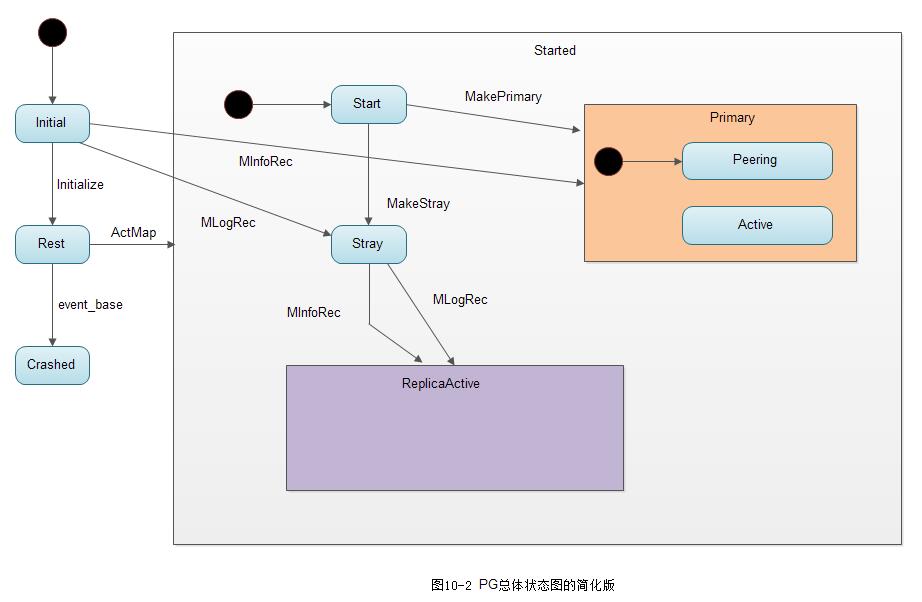 Started
Start
MakePrimary
Primary
Initial
MInfoRec
Peering
Initialize
MakeStray
MLogRec
Active
Rest
ActMap
Stray
event_base
MInfoRec
MLogRec
Crashed
ReplicaActive
图10-2 PG总体状态图的简化版